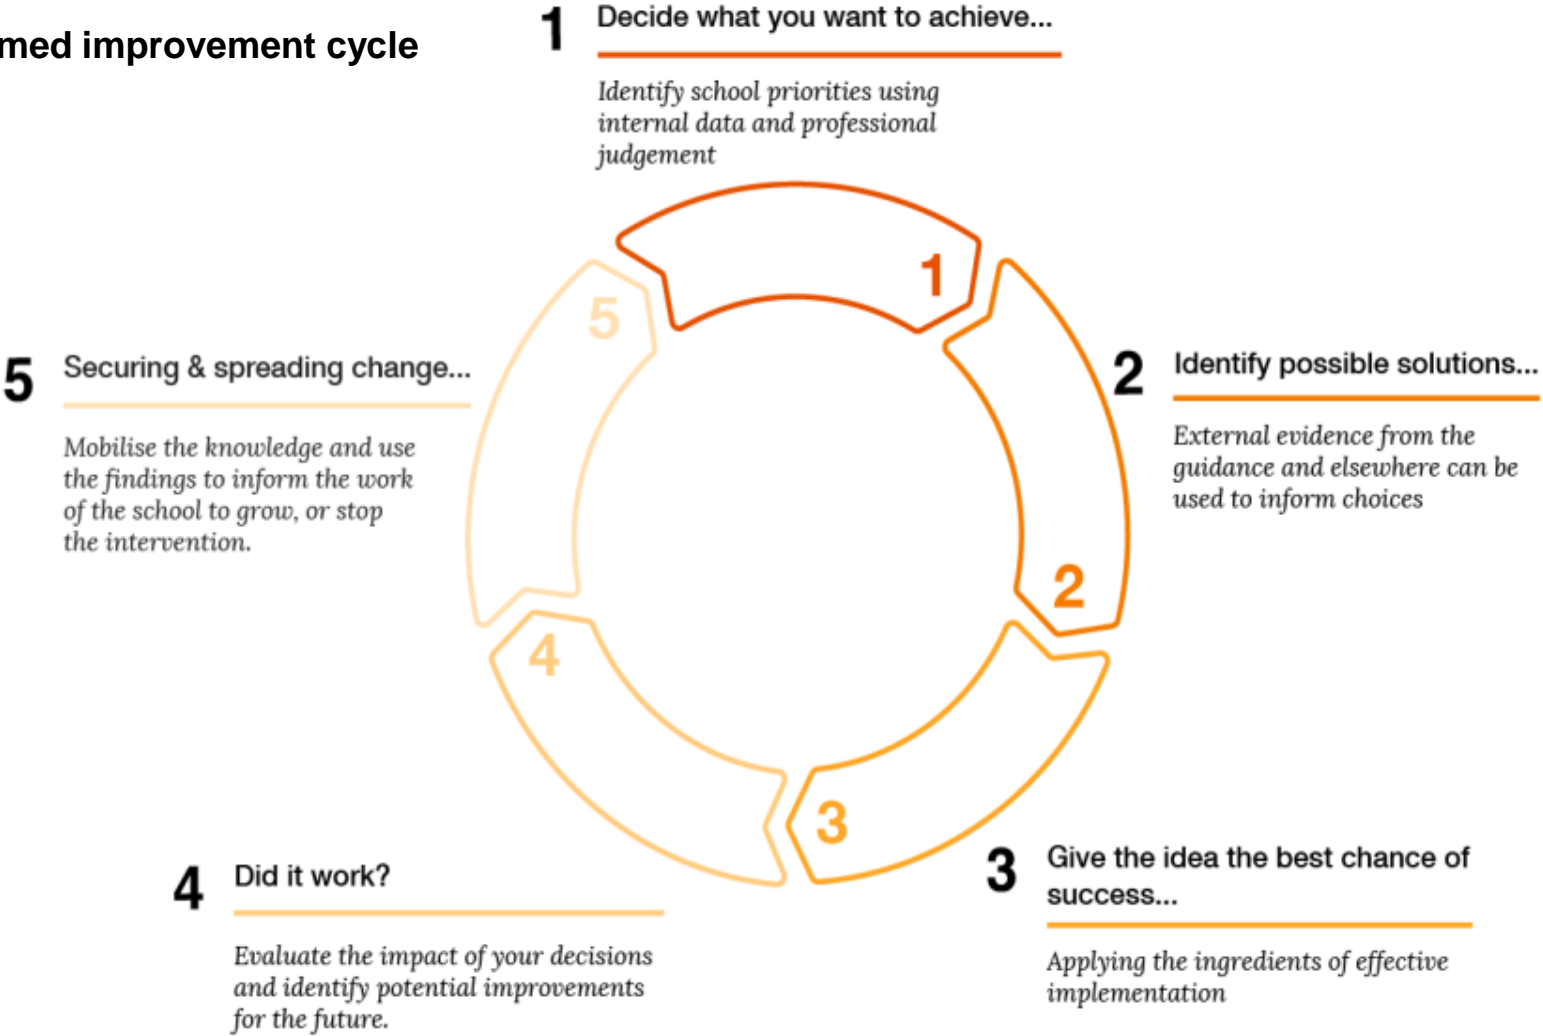 med improvement cycle
1
Decide what you want to achieve...
Identify school priorities using
internal data and professional
judgement
1
5
5
Securing & spreading change...
Mobilise the knowledge and use
the findings to inform the work
of the school to grow, or stop
the intervention.
2
Identify possible solutions...
External evidence from the
guidance and elsewhere can be
used to inform choices
2
4
3
3
Give the idea the best chance of
success...
Applying the ingredients of effective
implementation
4
Did it work?
Evaluate the impact of your decisions
and identify potential improvements
for the future.